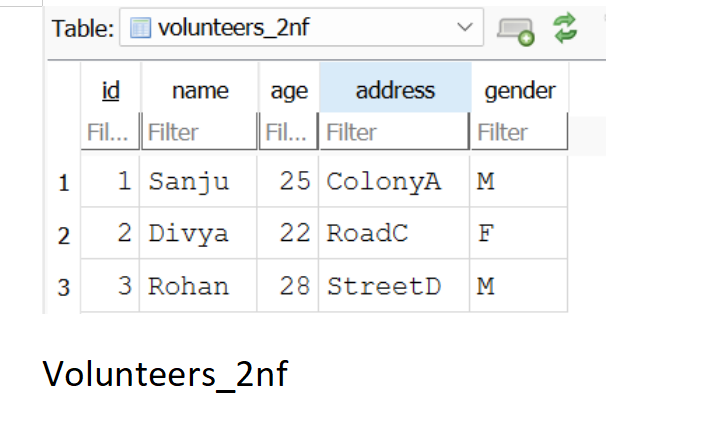 Table: volunteers_2nf
id name age address gender
Fil... Filter Fil... Filter Filter
1 1 Sanju 25 ColonyA M
2 2 Divya 22 RoadC F
3 3 Rohan 28 StreetD M
Volunteers_2nf